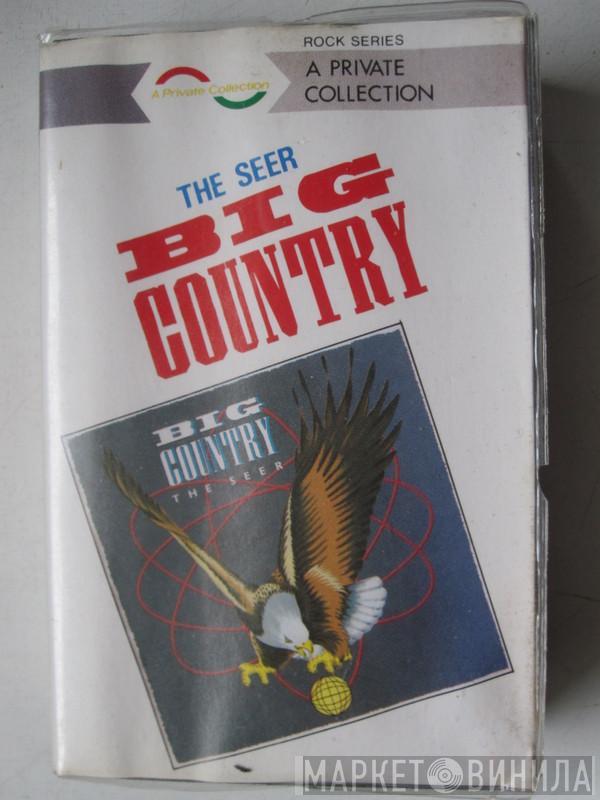 ROCK SERIES
A PRIVATE
COLLECTION
A Private Collection
THE SEER
BIG
COUNTRY
BIG
COUNTRY
THE SEER
МАРКЕТ ВИНИЛА